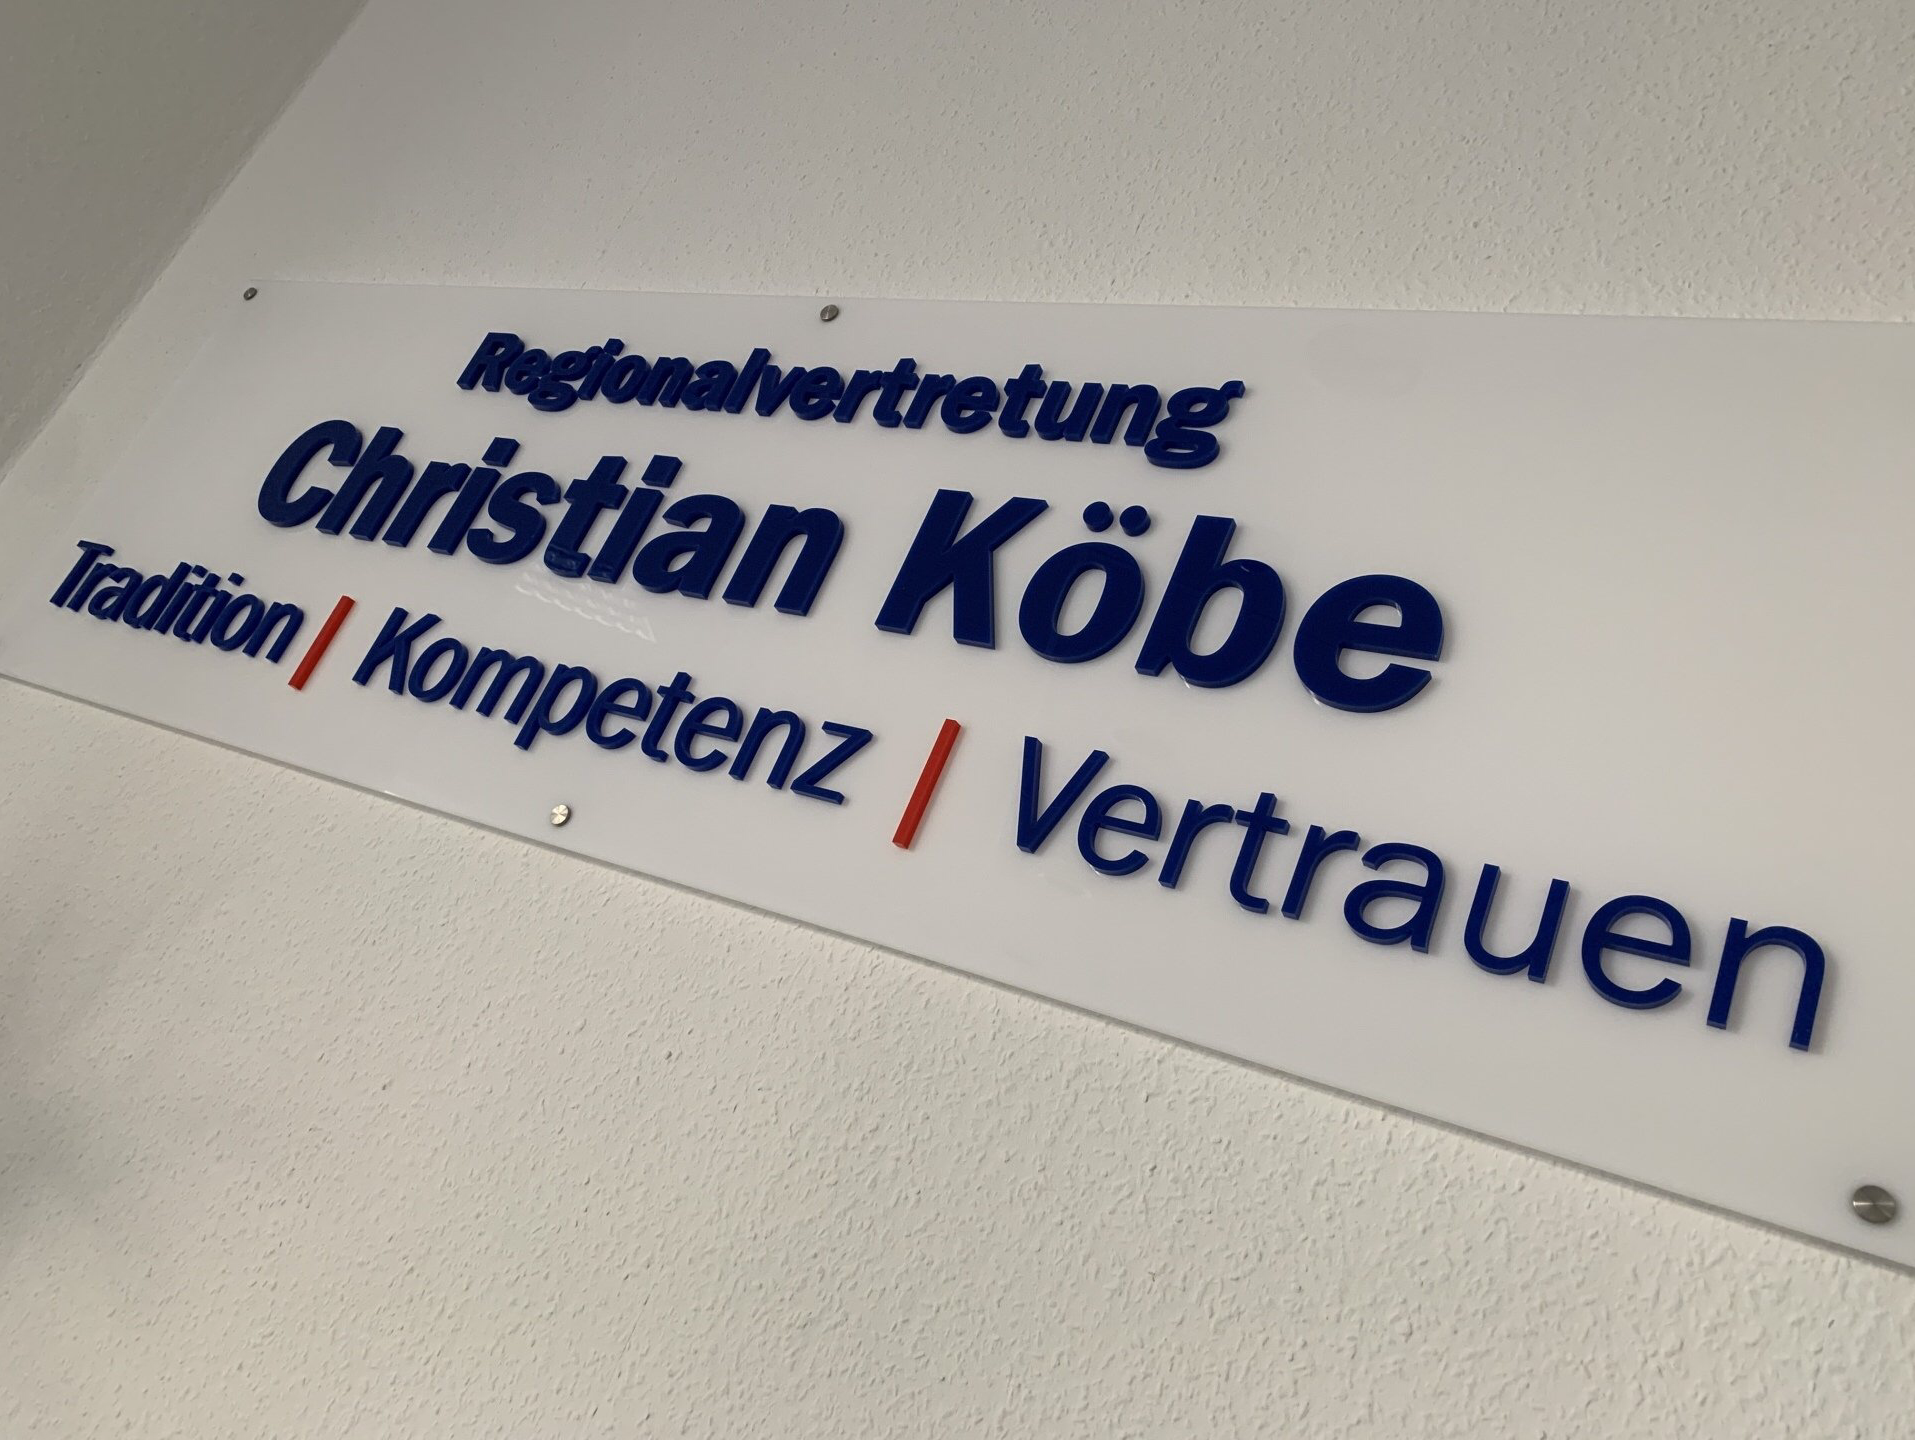 Regionalvertretung
Christian Köbe
Tradition | Kompetenz | Vertrauen